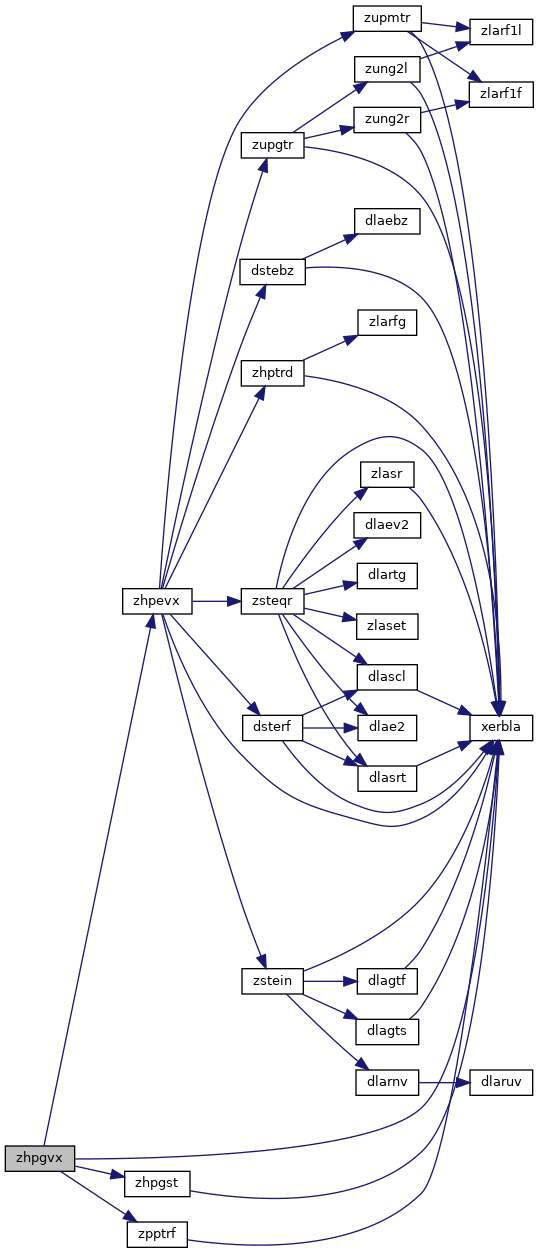 zupmtr
zlarf1l
zung2l
zlarf1f
zung2r
zupgtr
dlaebz
dstebz
zlarfg
zhptrd
zlasr
dlaev2
dlartg
zhpevx
zsteqr
zlaset
dlascl
dsterf
dlae2
xerbla
dlasrt
zstein
dlagtf
dlagts
dlarnv
dlaruv
zhpgvx
zhpgst
zpptrf